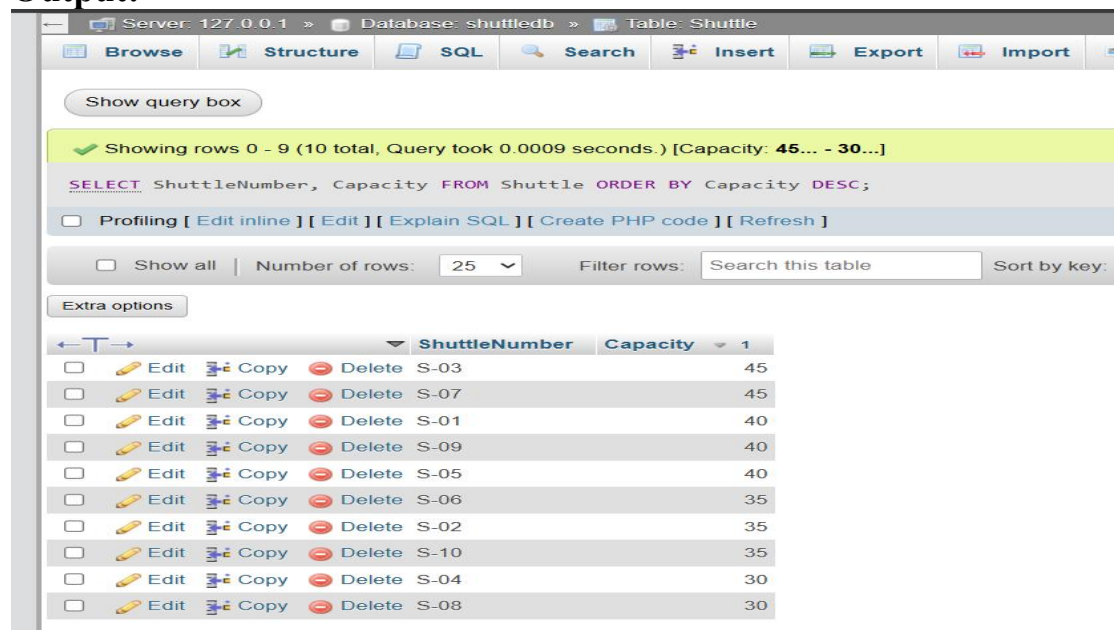 Output:
Server: 127.0.0.1 » Database: shuttledb » Table: Shuttle
Browse Structure SQL Search Insert Export Import
Show query box
Showing rows 0 - 9 (10 total, Query took 0.0009 seconds.) [Capacity: 45... - 30...]
SELECT ShuttleNumber, Capacity FROM Shuttle ORDER BY Capacity DESC;
Profiling [ Edit inline ] [ Edit ] [ Explain SQL ] [ Create PHP code ] [ Refresh ]
Show all | Number of rows: 25 Filter rows: Search this table Sort by key:
Extra options
←T→ ShuttleNumber Capacity 1
Edit Copy Delete S-03 45
Edit Copy Delete S-07 45
Edit Copy Delete S-01 40
Edit Copy Delete S-09 40
Edit Copy Delete S-05 40
Edit Copy Delete S-06 35
Edit Copy Delete S-02 35
Edit Copy Delete S-10 35
Edit Copy Delete S-04 30
Edit Copy Delete S-08 30